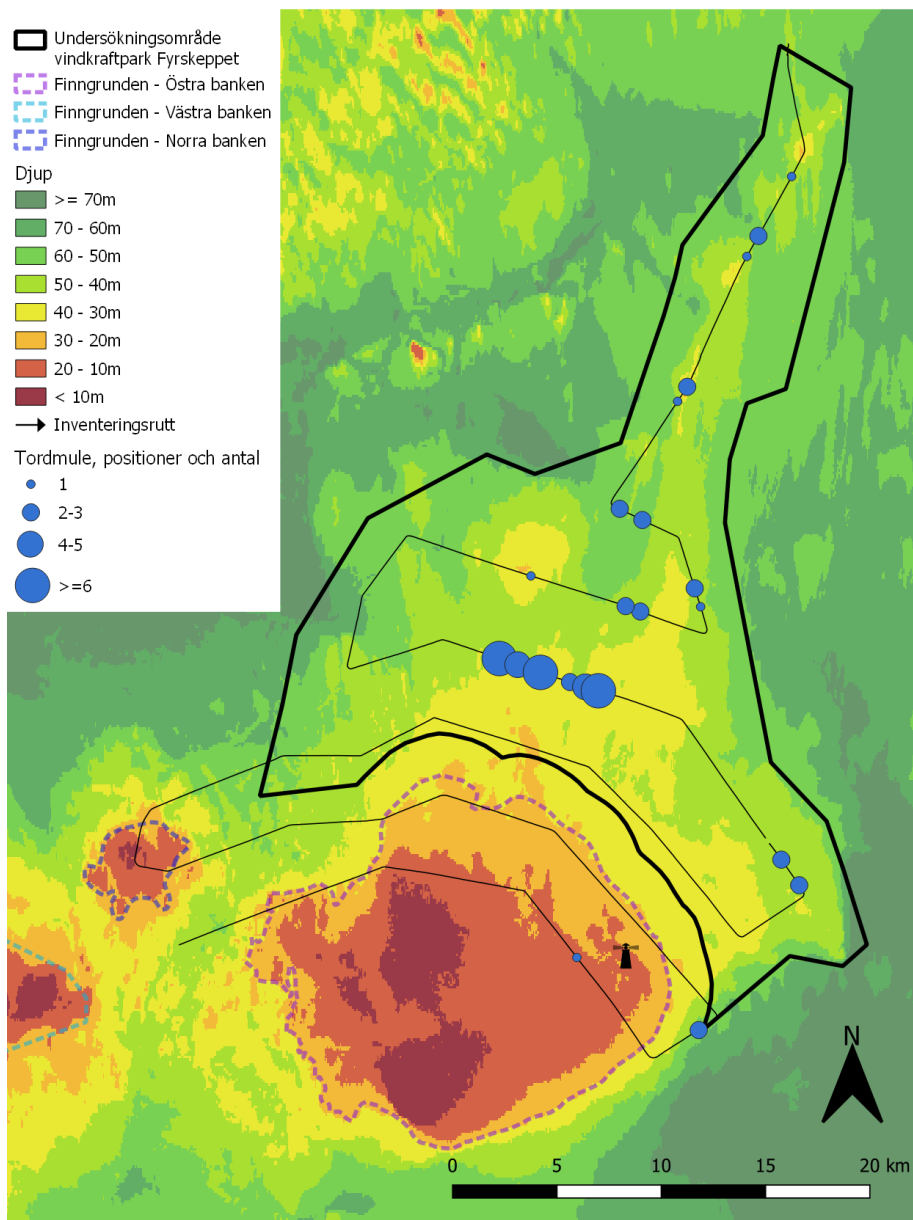 Undersökningsområde
vindkraftpark Fyrskeppet
Finngrunden - Östra banken
Finngrunden - Västra banken
Finngrunden - Norra banken
Djup
>= 70m
70 - 60m
60 - 50m
50 - 40m
40 - 30m
30 - 20m
20 - 10m
< 10m
Inventeringsrutt
Tordmule, positioner och antal
1
2-3
4-5
>=6
N
0 5 10 15 20 km